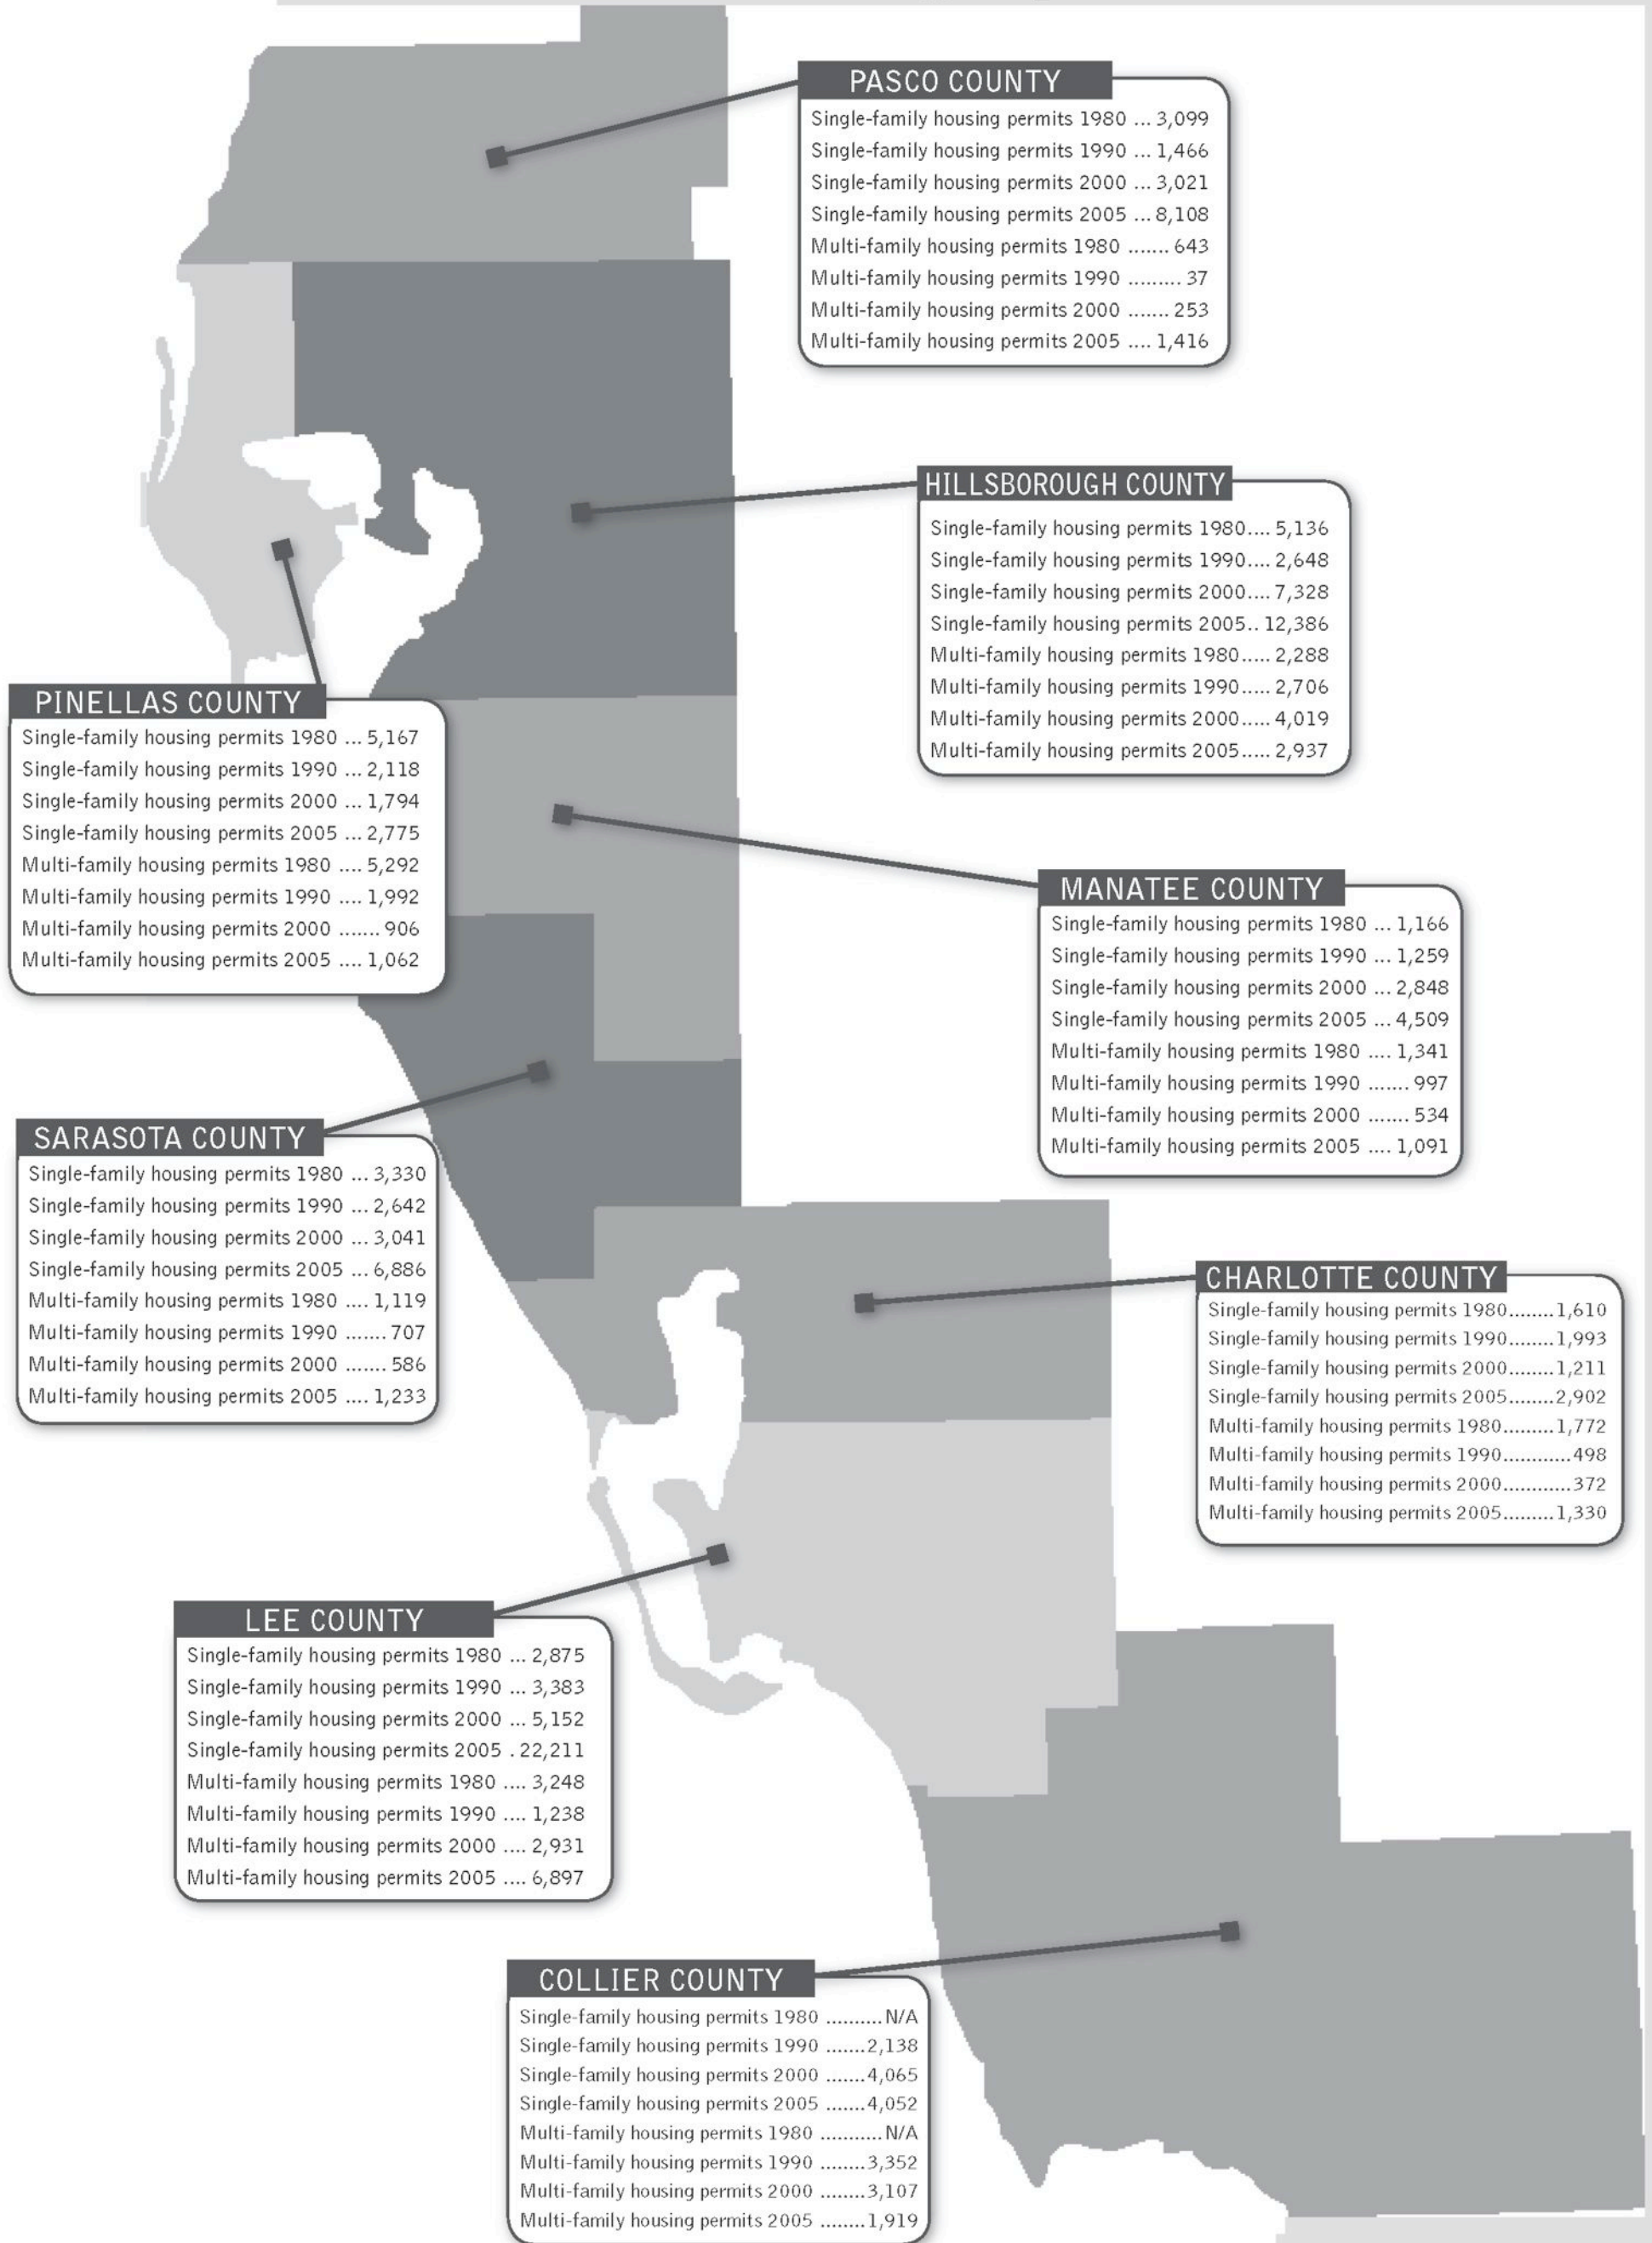 PASCO COUNTY
Single-family housing permits 1980 ... 3,099
Single-family housing permits 1990 ... 1,466
Single-family housing permits 2000 ... 3,021
Single-family housing permits 2005 ... 8,108
Multi-family housing permits 1980 ....... 643
Multi-family housing permits 1990 ......... 37
Multi-family housing permits 2000 ....... 253
Multi-family housing permits 2005 .... 1,416
HILLSBOROUGH COUNTY
Single-family housing permits 1980.... 5,136
Single-family housing permits 1990.... 2,648
Single-family housing permits 2000.... 7,328
Single-family housing permits 2005.. 12,386
Multi-family housing permits 1980..... 2,288
Multi-family housing permits 1990..... 2,706
Multi-family housing permits 2000..... 4,019
Multi-family housing permits 2005..... 2,937
PINELLAS COUNTY
Single-family housing permits 1980 ... 5,167
Single-family housing permits 1990 ... 2,118
Single-family housing permits 2000 ... 1,794
Single-family housing permits 2005 ... 2,775
Multi-family housing permits 1980 .... 5,292
Multi-family housing permits 1990 .... 1,992
Multi-family housing permits 2000 ....... 906
Multi-family housing permits 2005 .... 1,062
MANATEE COUNTY
Single-family housing permits 1980 ... 1,166
Single-family housing permits 1990 ... 1,259
Single-family housing permits 2000 ... 2,848
Single-family housing permits 2005 ... 4,509
Multi-family housing permits 1980 .... 1,341
Multi-family housing permits 1990 ....... 997
Multi-family housing permits 2000 ....... 534
Multi-family housing permits 2005 .... 1,091
SARASOTA COUNTY
Single-family housing permits 1980 ... 3,330
Single-family housing permits 1990 ... 2,642
Single-family housing permits 2000 ... 3,041
Single-family housing permits 2005 ... 6,886
Multi-family housing permits 1980 .... 1,119
Multi-family housing permits 1990 ....... 707
Multi-family housing permits 2000 ....... 586
Multi-family housing permits 2005 .... 1,233
CHARLOTTE COUNTY
Single-family housing permits 1980........1,610
Single-family housing permits 1990........1,993
Single-family housing permits 2000........1,211
Single-family housing permits 2005........2,902
Multi-family housing permits 1980.........1,772
Multi-family housing permits 1990............498
Multi-family housing permits 2000............372
Multi-family housing permits 2005.........1,330
LEE COUNTY
Single-family housing permits 1980 ... 2,875
Single-family housing permits 1990 ... 3,383
Single-family housing permits 2000 ... 5,152
Single-family housing permits 2005 . 22,211
Multi-family housing permits 1980 .... 3,248
Multi-family housing permits 1990 .... 1,238
Multi-family housing permits 2000 .... 2,931
Multi-family housing permits 2005 .... 6,897
COLLIER COUNTY
Single-family housing permits 1980 ..........N/A
Single-family housing permits 1990 .......2,138
Single-family housing permits 2000 .......4,065
Single-family housing permits 2005 .......4,052
Multi-family housing permits 1980 ...........N/A
Multi-family housing permits 1990 ........3,352
Multi-family housing permits 2000 ........3,107
Multi-family housing permits 2005 ........1,919